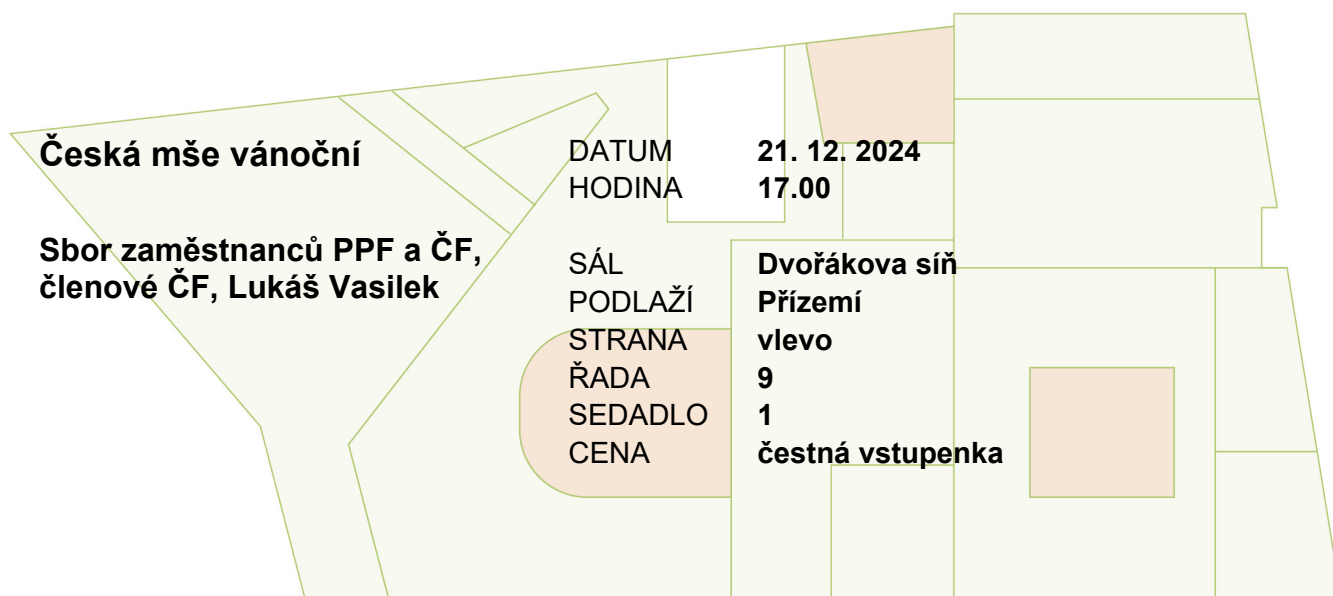 Česká mše vánoční
Sbor zaměstnanců PPF a ČF,
členové ČF, Lukáš Vasilek
DATUM 21. 12. 2024
HODINA 17.00
SÁL Dvořákova síň
PODLAŽÍ Přízemí
STRANA vlevo
ŘADA 9
SEDADLO 1
CENA čestná vstupenka